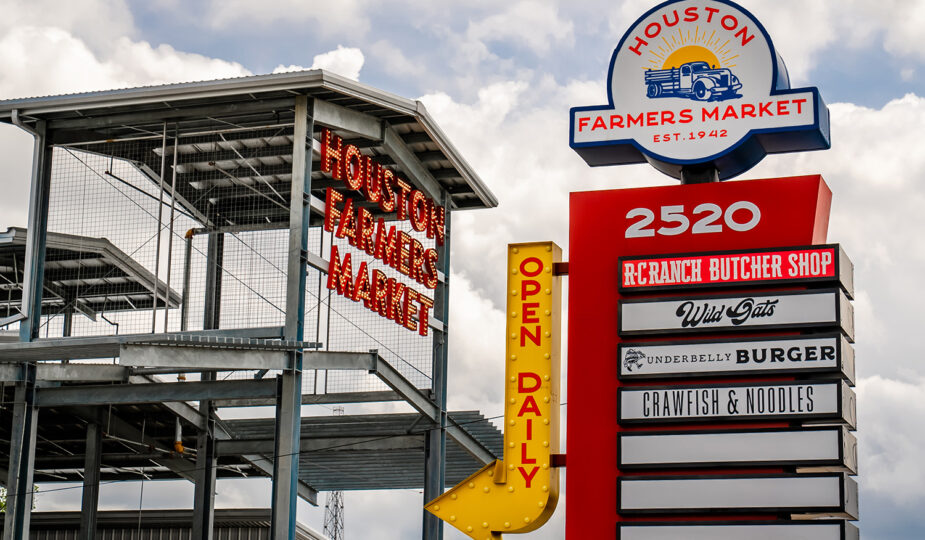 HOUSTON
FARMERS
MARKET
HOUSTON
FARMERS MARKET
EST. 1942
2520
OPEN DAILY
R-C RANCH BUTCHER SHOP
Wild Oats
UNDERBELLY BURGER
CRAWFISH & NOODLES